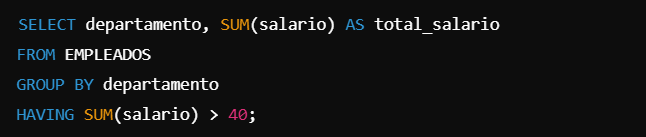 SELECT departamento, SUM(salario) AS total_salario
FROM EMPLEADOS
GROUP BY departamento
HAVING SUM(salario) > 40;